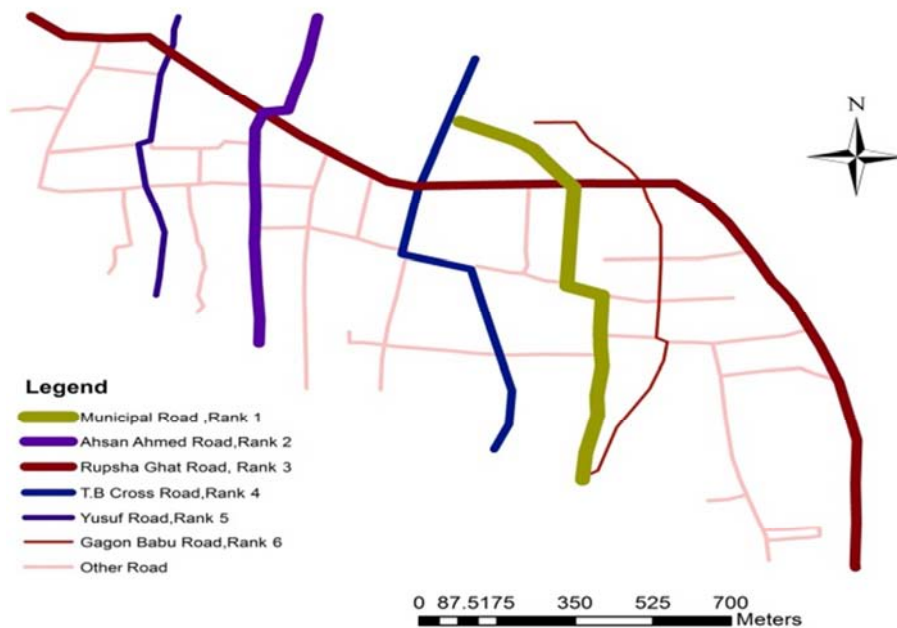 N
Legend
Municipal Road ,Rank 1
Ahsan Ahmed Road,Rank 2
Rupsha Ghat Road, Rank 3
T.B Cross Road,Rank 4
Yusuf Road,Rank 5
Gagon Babu Road,Rank 6
Other Road
0 87.5175 350 525 700
Meters